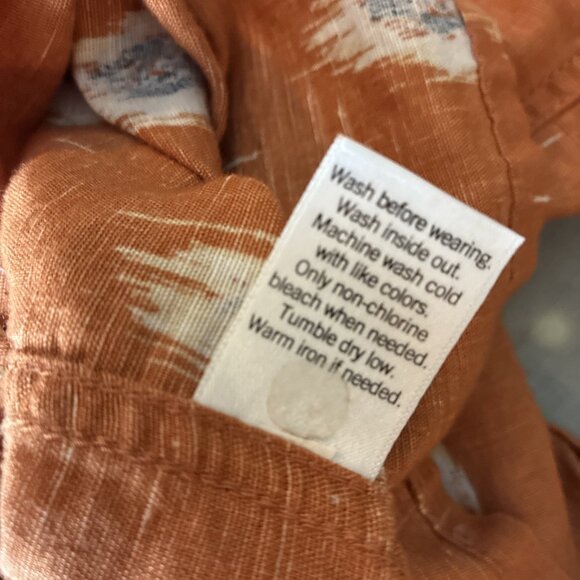 Wash before wearing.
Wash inside out.
Machine wash cold
with like colors.
Only non-chlorine
bleach when needed.
Tumble dry low.
Warm iron if needed.